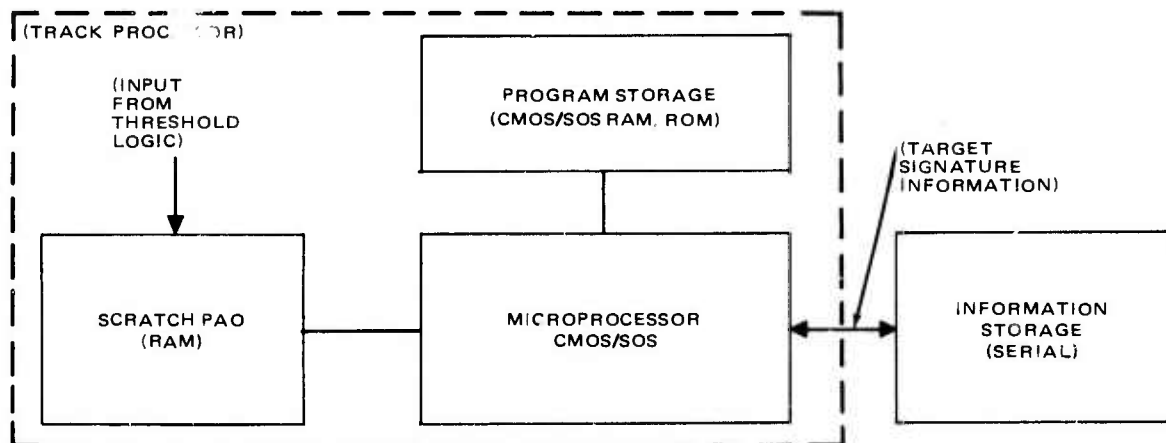 (TRACK PROC OR)
(INPUT
FROM
THRESHOLD
LOGIC)
PROGRAM STORAGE
(CMOS/SOS RAM, ROM)
(TARGET
SIGNATURE
INFORMATION)
SCRATCH PAO
(RAM)
MICROPROCESSOR
CMOS/SOS
INFORMATION
STORAGE
(SERIAL)